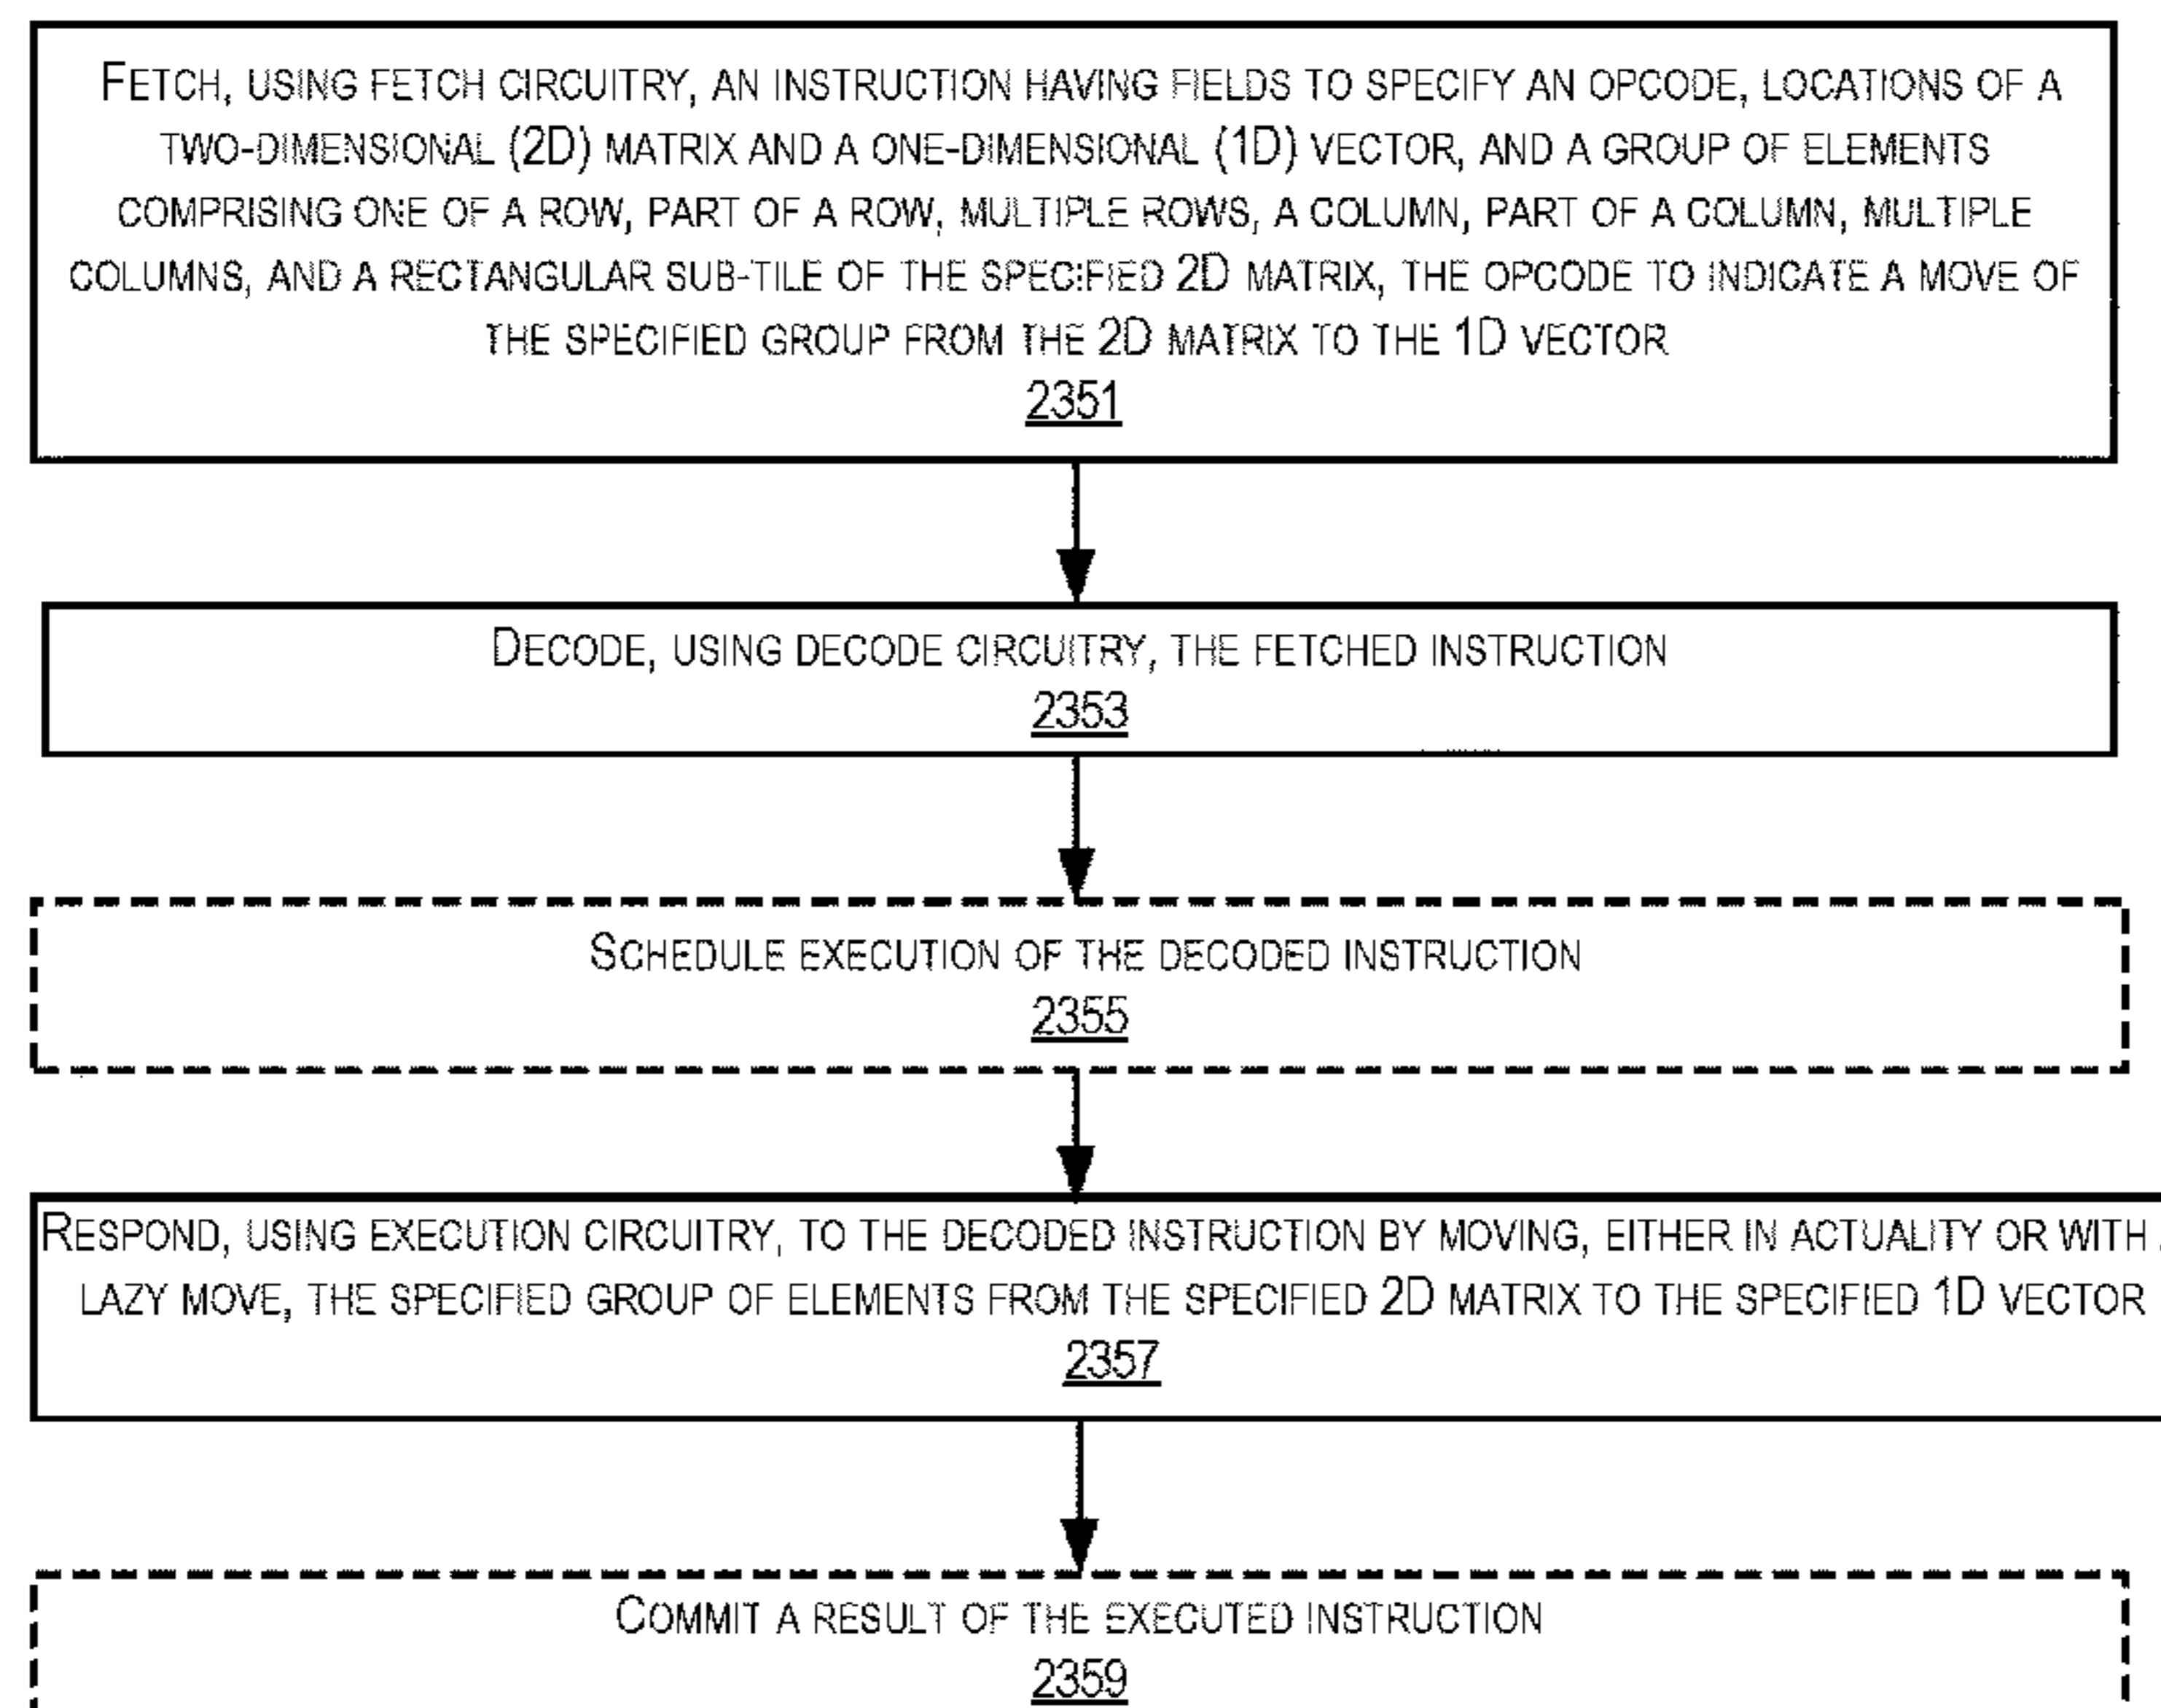 FETCH, USING FETCH CIRCUITRY, AN INSTRUCTION HAVING FIELDS TO SPECIFY AN OPCODE, LOCATIONS OF A
TWO-DIMENSIONAL (2D) MATRIX AND A ONE-DIMENSIONAL (1D) VECTOR, AND A GROUP OF ELEMENTS
COMPRISING ONE OF A ROW, PART OF A ROW, MULTIPLE ROWS, A COLUMN, PART OF A COLUMN, MULTIPLE
COLUMNS, AND A RECTANGULAR SUB-TILE OF THE SPECIFIED 2D MATRIX, THE OPCODE TO INDICATE A MOVE OF
THE SPECIFIED GROUP FROM THE 2D MATRIX TO THE 1D VECTOR
2351
DECODE, USING DECODE CIRCUITRY, THE FETCHED INSTRUCTION
2353
SCHEDULE EXECUTION OF THE DECODED INSTRUCTION
2355
RESPOND, USING EXECUTION CIRCUITRY, TO THE DECODED INSTRUCTION BY MOVING, EITHER IN ACTUALITY OR WITH
LAZY MOVE, THE SPECIFIED GROUP OF ELEMENTS FROM THE SPECIFIED 2D MATRIX TO THE SPECIFIED 1D VECTOR
2357
COMMIT A RESULT OF THE EXECUTED INSTRUCTION
2359